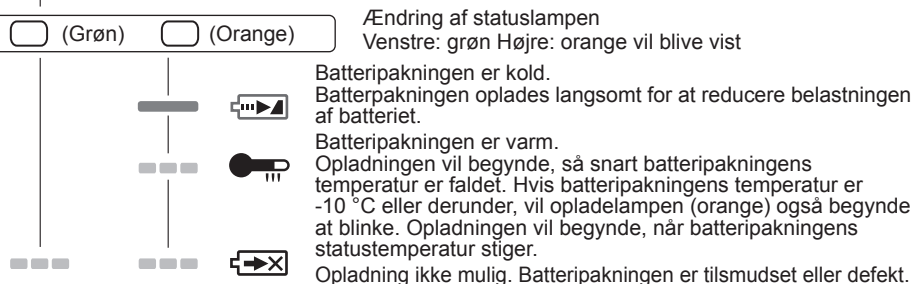 (Grøn) (Orange)
Ændring af statuslampen
Venstre: grøn Højre: orange vil blive vist
Batteripakningen er kold.
Batterpakningen oplades langsomt for at reducere belastningen
af batteriet.
Batteripakningen er varm.
Opladningen vil begynde, så snart batteripakningens
temperatur er faldet. Hvis batteripakningens temperatur er
-10 °C eller derunder, vil opladelampen (orange) også begynde
at blinke. Opladningen vil begynde, når batteripakningens
statustemperatur stiger.
Opladning ikke mulig. Batteripakningen er tilsmudset eller defekt.